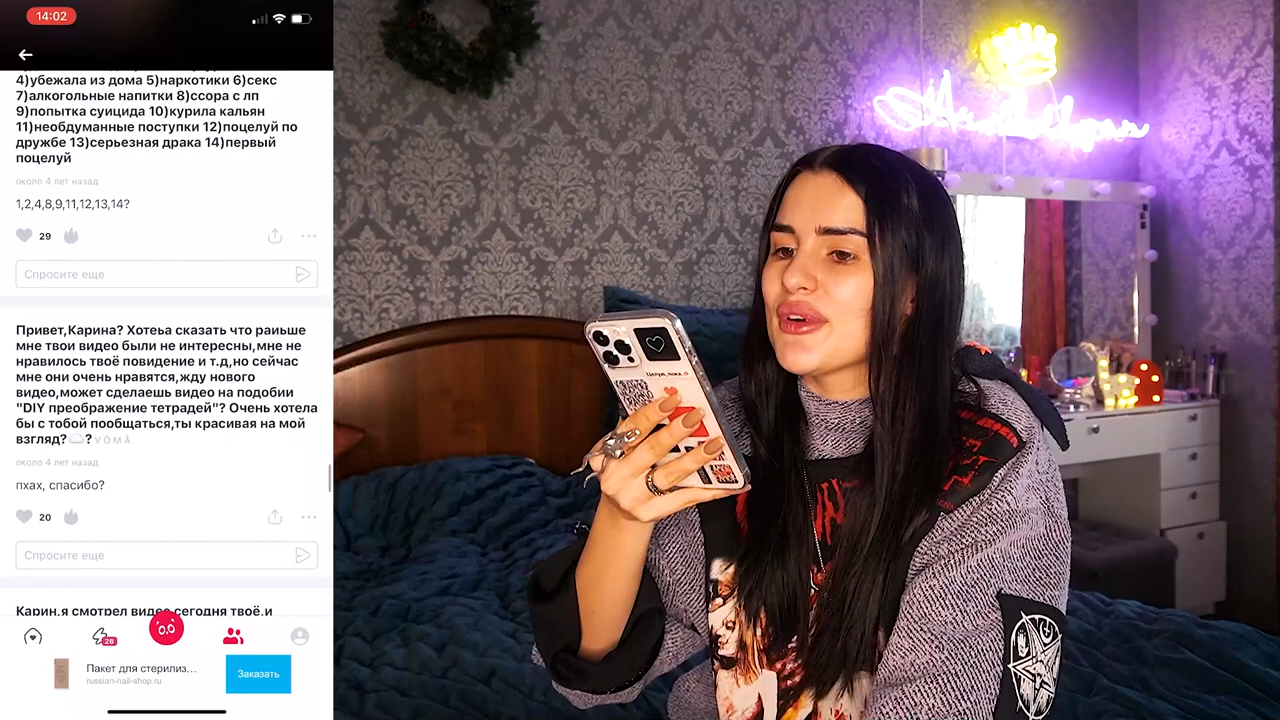 14:02
4)убежала из дома 5)наркотики 6)секс
7)алкогольные напитки 8)ссора с лп
9)попытка суицида 10)курила кальян
11)необдуманные поступки 12)поцелуй по
дружбе 13)серьезная драка 14)первый
поцелуй
около 4 лет назад
1,2,4,8,9,11,12,13,14?
29
Спросите еще
Привет,Карина? Хотеьа сказать что раиьше
мне твои видео были не интересны,мне не
нравилось твоё повидение и т.д,но сейчас
мне они очень нравятся,жду нового
видео,может сделаешь видео на подобии
"DIY преображение тетрадей"? Очень хотела
бы с тобой пообщаться,ты красивая на мой
взгляд?☁?V O M A
около 4 лет назад
пхах, спасибо?
20
Спросите еще
Карин,я смотрел видео сегодня твоё,и
26
Пакет для стерилиз...
russian-nail-shop.ru
Заказать